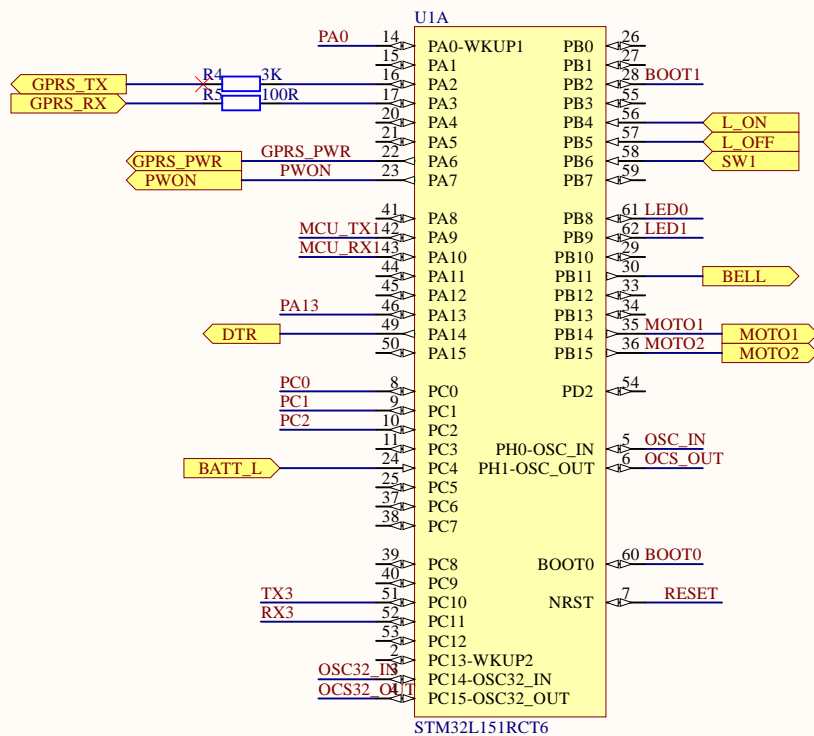 U1A
PA0 14 PA0-WKUP1 PB0 26
15 PA1 PB1 27
GPRS_TX R4 3K 16 PA2 PB2 28 BOOT1
GPRS_RX R5 100R 17 PA3 PB3 55
20 PA4 PB4 56 L_ON
21 PA5 PB5 57 L_OFF
GPRS_PWR GPRS_PWR 22 PA6 PB6 58 SW1
PWON PWON 23 PA7 PB7 59
41 PA8 PB8 61 LED0
MCU_TX1 42 PA9 PB9 62 LED1
MCU_RX1 43 PA10 PB10 29
44 PA11 PB11 30 BELL
45 PA12 PB12 33
PA13 46 PA13 PB13 34
DTR 49 PA14 PB14 35 MOTO1 MOTO1
50 PA15 PB15 36 MOTO2 MOTO2
PC0 8 PC0 PD2 54
PC1 9 PC1
PC2 10 PC2
11 PC3 PH0-OSC_IN 5 OSC_IN
BATT_L 24 PC4 PH1-OSC_OUT 6 OCS_OUT
25 PC5
37 PC6
38 PC7
39 PC8 BOOT0 60 BOOT0
40 PC9
TX3 51 PC10 NRST 7 RESET
RX3 52 PC11
53 PC12
2 PC13-WKUP2
OSC32_IN 3 PC14-OSC32_IN
OCS32_OUT 4 PC15-OSC32_OUT
STM32L151RCT6